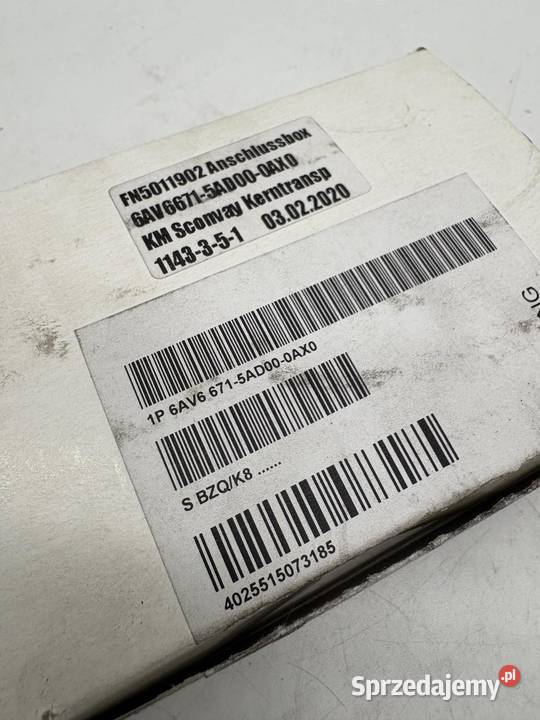 FN5011902 Anschlussbox
6AV6671-5AD00-0AX0
KM Sconvay Kerntransp
1143-3-5-1 03.02.2020
NG
1P 6AV6 671-5AD00-0AX0
S BZQ/K8 ......
4025515073185
Sprzedajemy.pl